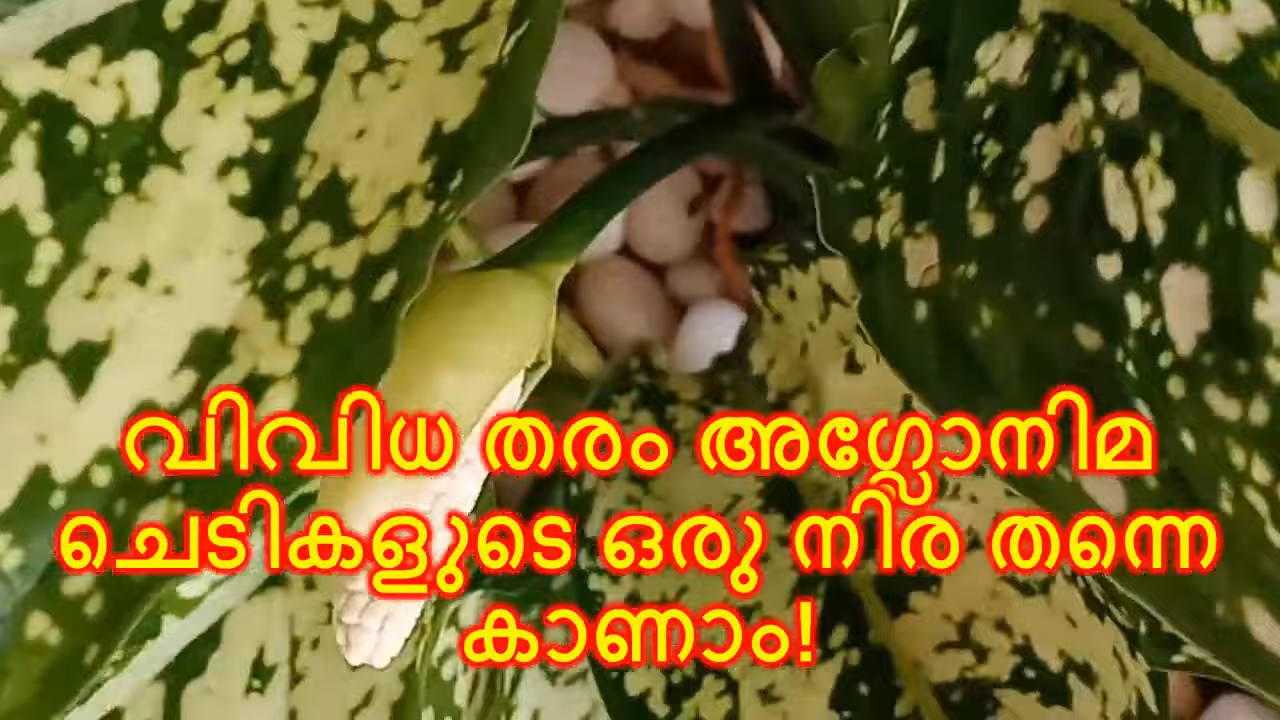 വിവിധ തരം അഗ്ലോനിമ
ചെടികളുടെ ഒരു നിര തന്നെ
കാണാം!